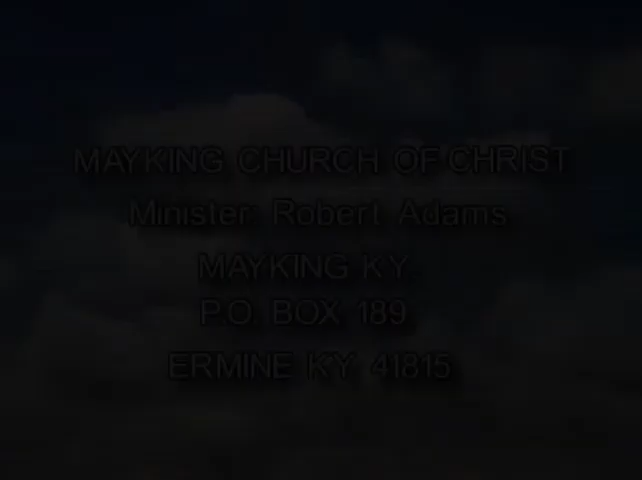 MAYKING CHURCH OF CHRIST
Minister: Robert Adams
MAYKING KY.
P.O. BOX 189
ERMINE KY 41815